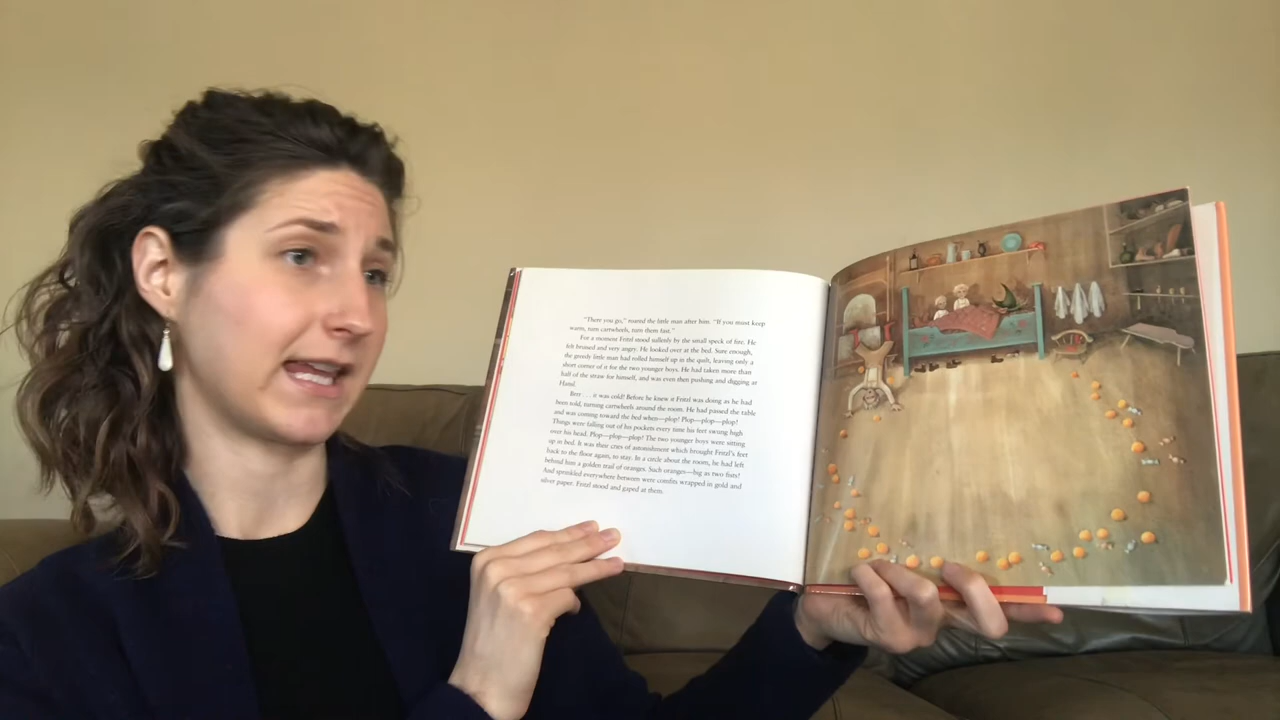 "There you go," roared the little man after him. "If you must keep
warm, turn cartwheels, turn them fast."
For a moment Fritzl stood sullenly by the small speck of fire. He
felt bruised and very angry. He looked over at the bed. Sure enough,
the greedy little man had rolled himself up in the quilt, leaving only a
short corner of it for the two younger boys. He had taken more than
half of the straw for himself, and was even then pushing and digging at
Hansl.
Brrr . . . it was cold! Before he knew it Fritzl was doing as he had
been told, turning cartwheels around the room. He had passed the table
and was coming toward the bed when—plop! Plop—plop—plop!
Things were falling out of his pockets every time his feet swung high
over his head. Plop—plop—plop! The two younger boys were sitting
up in bed. It was their cries of astonishment which brought Fritzl's feet
back to the floor again, to stay. In a circle about the room, he had left
behind him a golden trail of oranges. Such oranges—big as two fists!
And sprinkled everywhere between were comfits wrapped in gold and
silver paper. Fritzl stood and gaped at them.